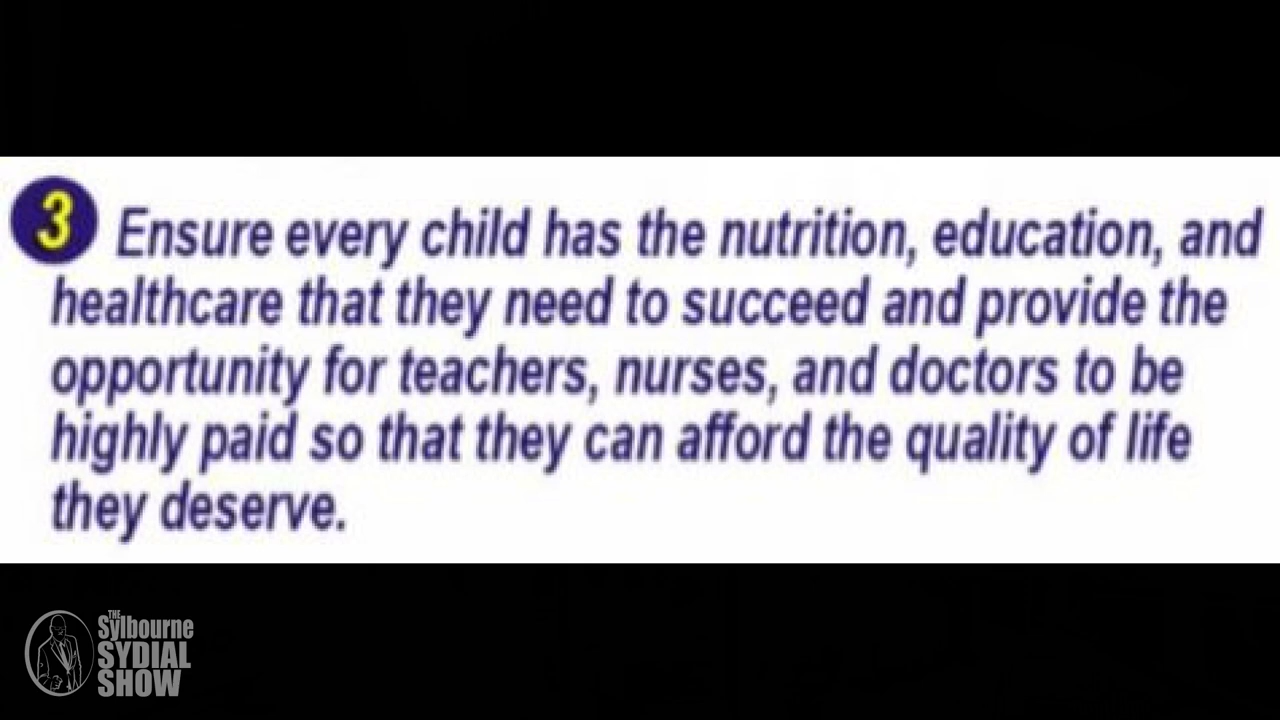 3 Ensure every child has the nutrition, education, and
healthcare that they need to succeed and provide the
opportunity for teachers, nurses, and doctors to be
highly paid so that they can afford the quality of life
they deserve.
THE
Sylbourne
SYDIAL
SHOW